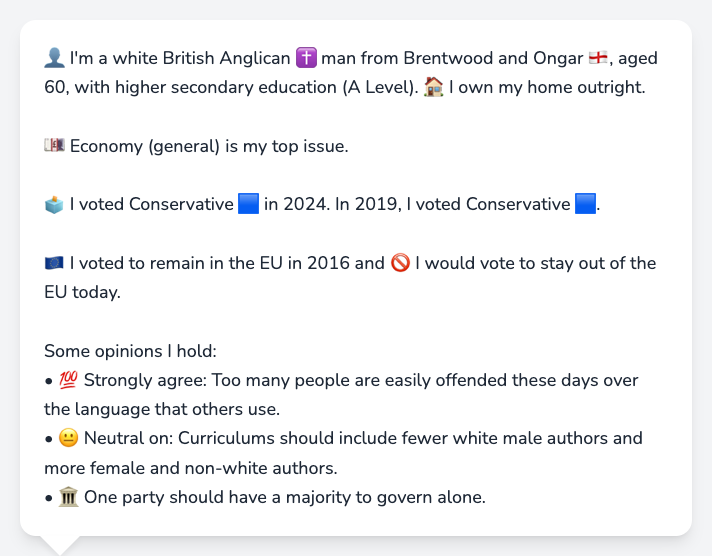 👤 I'm a white British Anglican ✝️ man from Brentwood and Ongar 🏴󠁧󠁢󠁥󠁮󠁧󠁿, aged
60, with higher secondary education (A Level). 🏠 I own my home outright.
💷 Economy (general) is my top issue.
🗳️ I voted Conservative 🟦 in 2024. In 2019, I voted Conservative 🟦.
🇪🇺 I voted to remain in the EU in 2016 and 🚫 I would vote to stay out of the
EU today.
Some opinions I hold:
• 💯 Strongly agree: Too many people are easily offended these days over
the language that others use.
• 😐 Neutral on: Curriculums should include fewer white male authors and
more female and non-white authors.
• 🏛️ One party should have a majority to govern alone.